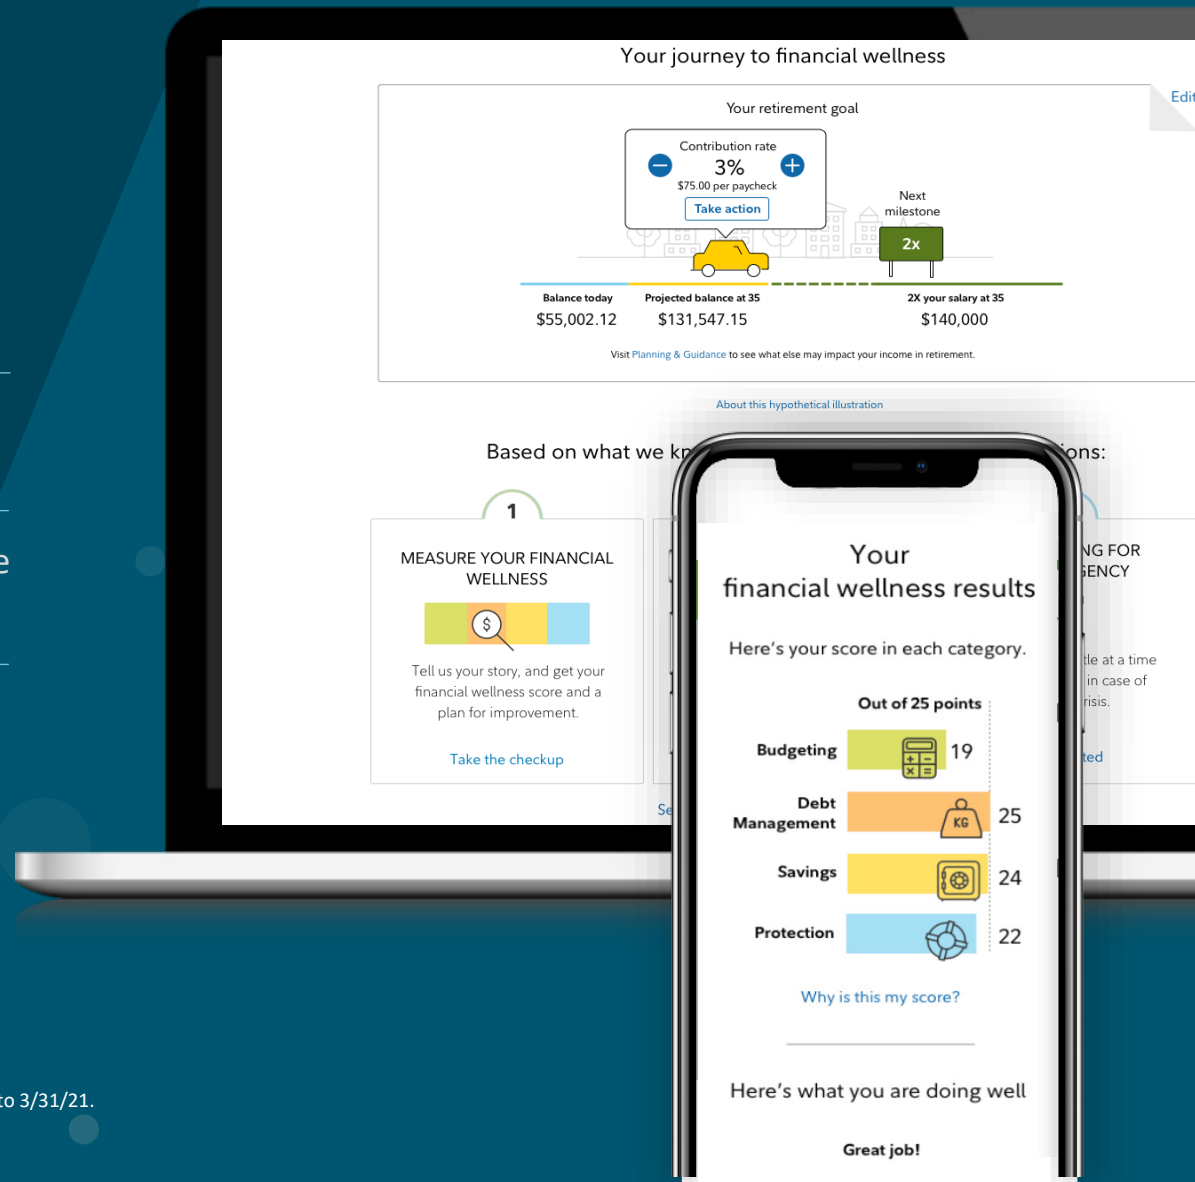 Your journey to financial wellness
Edit
Your retirement goal
Contribution rate
3%
$75.00 per paycheck
Take action
Next
milestone
2x
Balance today
Projected balance at 35
2X your salary at 35
$55,002.12
$131,547.15
$140,000
Visit Planning & Guidance to see what else may impact your income in retirement.
About this hypothetical illustration
Based on what we
1
MEASURE YOUR FINANCIAL
WELLNESS
$
Tell us your story, and get your
financial wellness score and a
plan for improvement.
Take the checkup
FOR
at a time
in case of
Your
financial wellness results
Here's your score in each category.
Out of 25 points
Budgeting
19
Debt
Management
KG
25
Savings
24
Protection
22
Why is this my score?
Here's what you are doing well
Great job!
to 3/31/21.